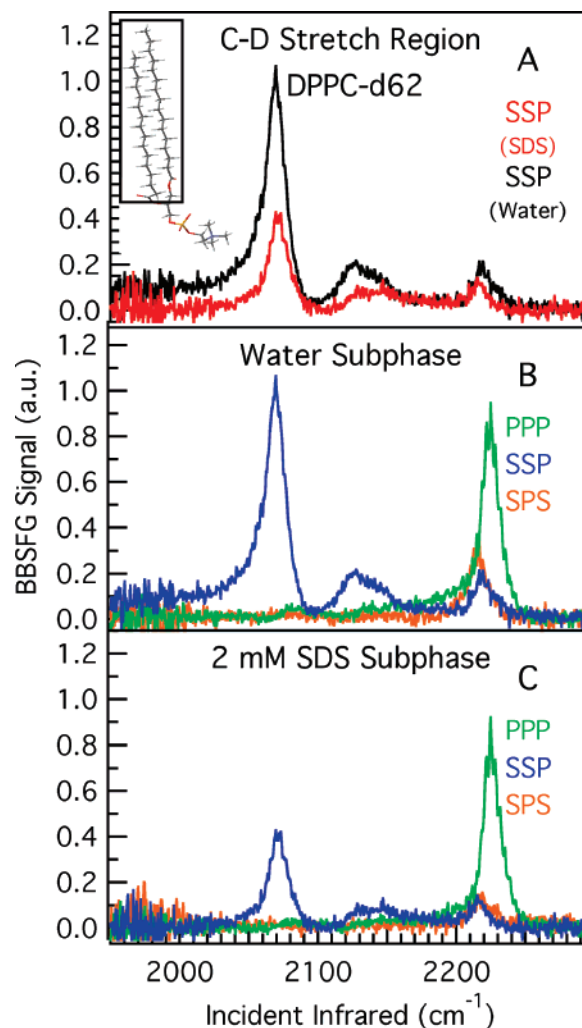 C-D Stretch Region
DPPC-d62
A
SSP
(SDS)
SSP
(Water)
1.2
1.0
0.8
0.6
0.4
0.2
0.0
Water Subphase
B
PPP
SSP
SPS
1.2
1.0
0.8
0.6
0.4
0.2
0.0
BBSFG Signal (a.u.)
2 mM SDS Subphase
C
PPP
SSP
SPS
1.2
1.0
0.8
0.6
0.4
0.2
0.0
2000 2100 2200
Incident Infrared (cm⁻¹)